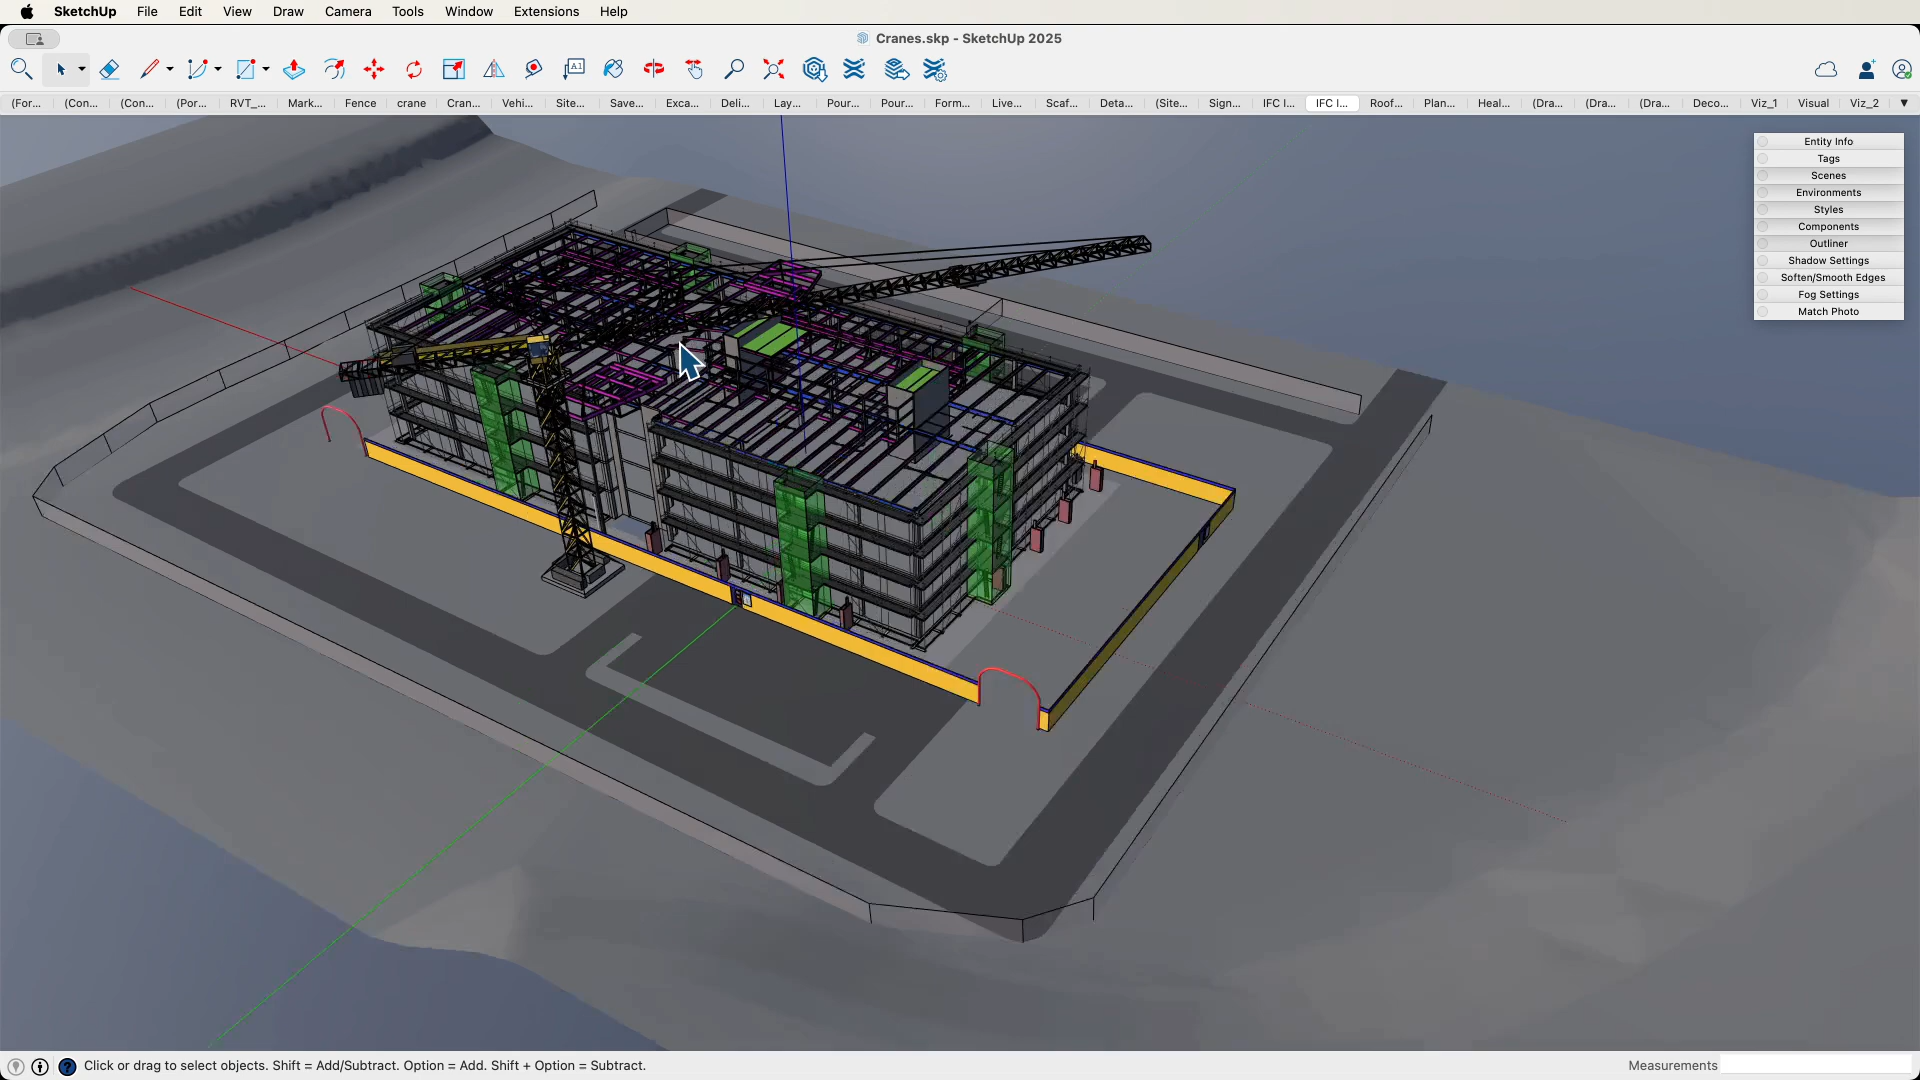 SketchUp File Edit View Draw Camera Tools Window Extensions Help
Cranes.skp - SketchUp 2025
A1
(For... (Con... (Con... (Por... RVT_... Mark... Fence crane Cran... Vehi... Site... Save... Exca... Deli... Lay... Pour... Pour... Form... Live... Scaf... Deta... (Site... Sign... IFC I... IFC I... Roof... Plan... Heal... (Dra... (Dra... (Dra... Deco... Viz_1 Visual Viz_2
Entity Info
Tags
Scenes
Environments
Styles
Components
Outliner
Shadow Settings
Soften/Smooth Edges
Fog Settings
Match Photo
Click or drag to select objects. Shift = Add/Subtract. Option = Add. Shift + Option = Subtract.
Measurements